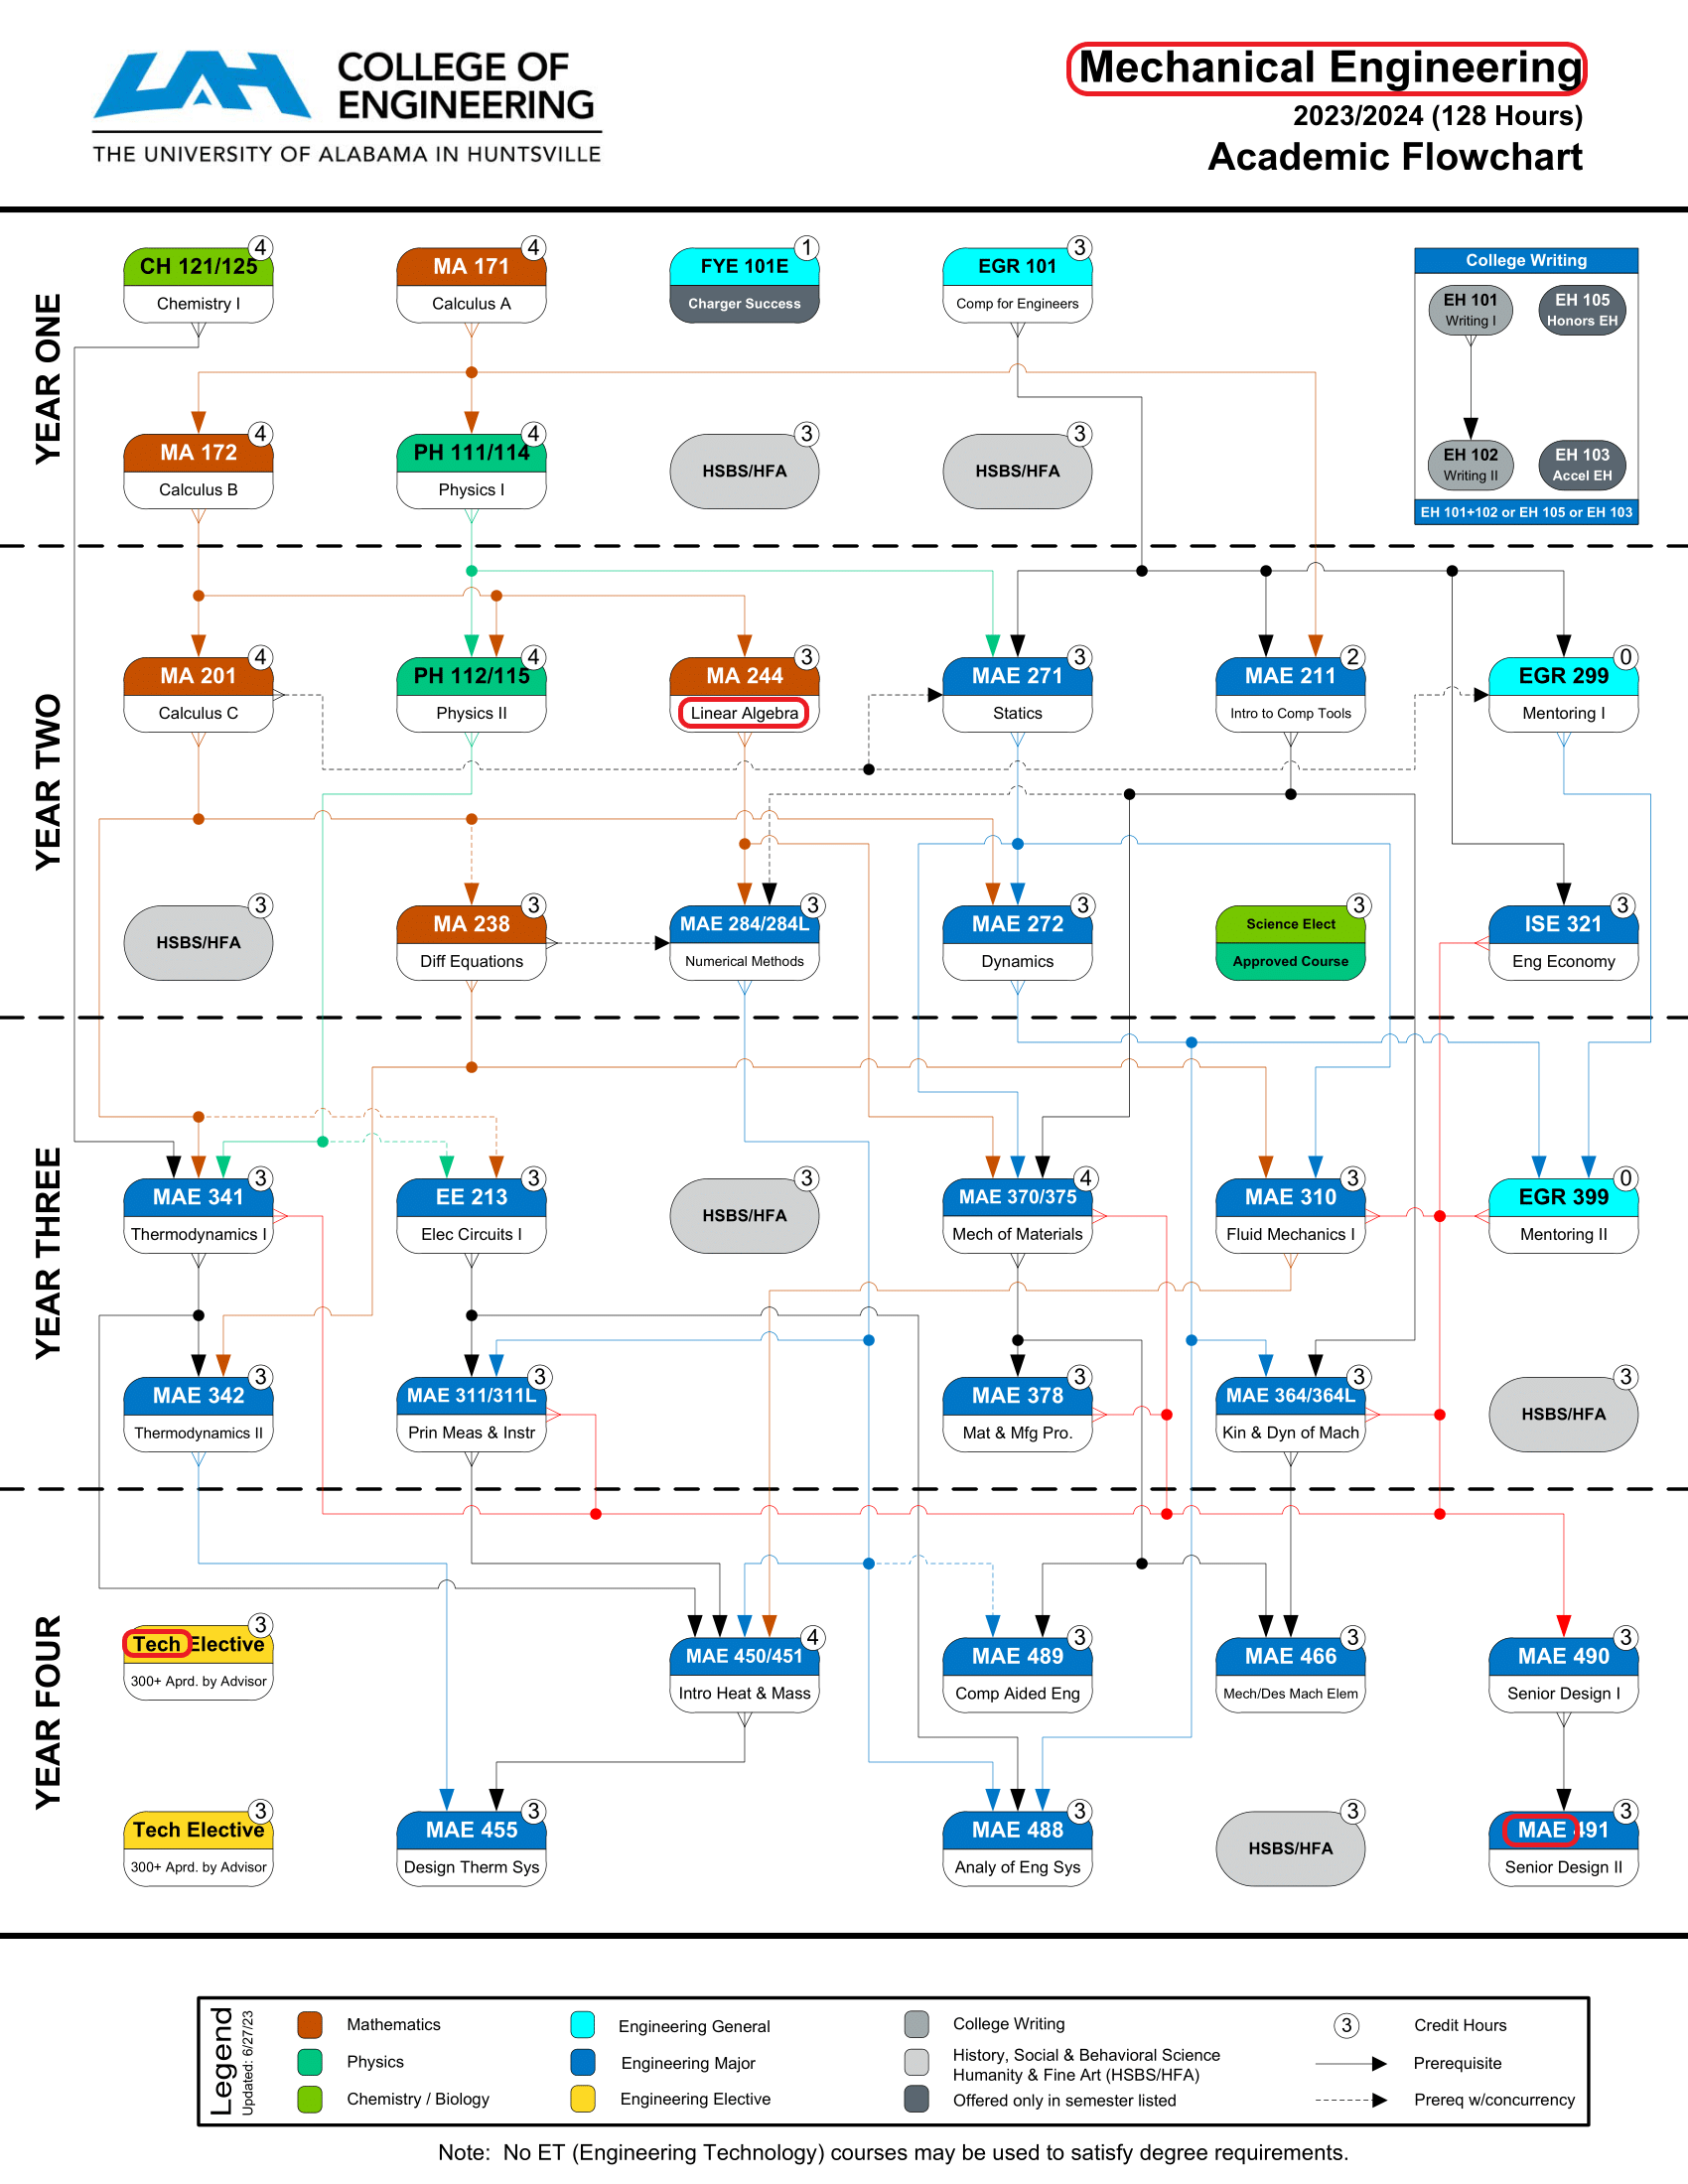 UAH
COLLEGE OF
ENGINEERING
THE UNIVERSITY OF ALABAMA IN HUNTSVILLE
Mechanical Engineering
2023/2024 (128 Hours)
Academic Flowchart
YEAR ONE
CH 121/125
4
Chemistry I
MA 171
4
Calculus A
FYE 101E
1
Charger Success
EGR 101
3
Comp for Engineers
College Writing
EH 101
Writing I
EH 105
Honors EH
EH 102
Writing II
EH 103
Accel EH
EH 101+102 or EH 105 or EH 103
MA 172
4
Calculus B
PH 111/114
4
Physics I
HSBS/HFA
3
HSBS/HFA
3
YEAR TWO
MA 201
4
Calculus C
PH 112/115
4
Physics II
MA 244
3
Linear Algebra
MAE 271
3
Statics
MAE 211
2
Intro to Comp Tools
EGR 299
0
Mentoring I
HSBS/HFA
3
MA 238
3
Diff Equations
MAE 284/284L
3
Numerical Methods
MAE 272
3
Dynamics
Science Elect
3
Approved Course
ISE 321
3
Eng Economy
YEAR THREE
MAE 341
3
Thermodynamics I
EE 213
3
Elec Circuits I
HSBS/HFA
3
MAE 370/375
4
Mech of Materials
MAE 310
3
Fluid Mechanics I
EGR 399
0
Mentoring II
MAE 342
3
Thermodynamics II
MAE 311/311L
3
Prin Meas & Instr
MAE 378
3
Mat & Mfg Pro.
MAE 364/364L
3
Kin & Dyn of Mach
HSBS/HFA
3
YEAR FOUR
Tech Elective
3
300+ Aprd. by Advisor
MAE 450/451
4
Intro Heat & Mass
MAE 489
3
Comp Aided Eng
MAE 466
3
Mech/Des Mach Elem
MAE 490
3
Senior Design I
Tech Elective
3
300+ Aprd. by Advisor
MAE 455
3
Design Therm Sys
MAE 488
3
Analy of Eng Sys
HSBS/HFA
3
MAE 491
3
Senior Design II
Legend
Updated: 6/27/23
Mathematics
Physics
Chemistry / Biology
Engineering General
Engineering Major
Engineering Elective
College Writing
History, Social & Behavioral Science
Humanity & Fine Art (HSBS/HFA)
Offered only in semester listed
3
Credit Hours
Prerequisite
Prereq w/concurrency
Note: No ET (Engineering Technology) courses may be used to satisfy degree requirements.